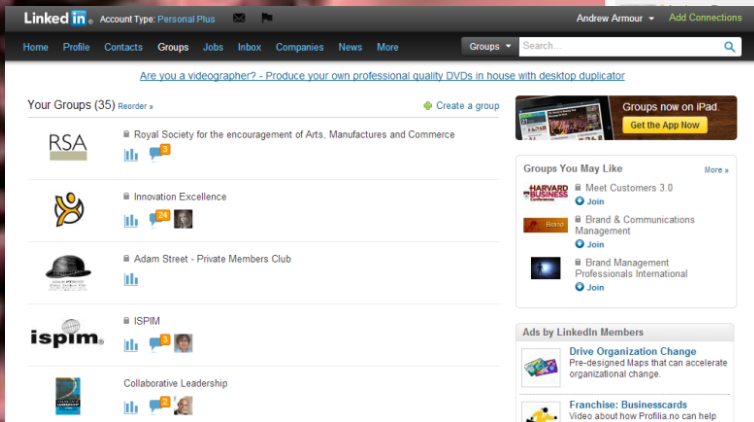 Linked in. Account Type: Personal Plus Andrew Armour Add Connections
Home Profile Contacts Groups Jobs Inbox Companies News More Groups Search...
Are you a videographer? - Produce your own professional quality DVDs in house with desktop duplicator
Your Groups (35) Reorder » Create a group
RSA
Royal Society for the encouragement of Arts, Manufactures and Commerce
3
Innovation Excellence
24
Adam Street - Private Members Club
ispim.
ISPIM
3
Collaborative Leadership
2
Groups now on iPad.
Get the App Now
Groups You May Like More »
HARVARD
BUSINESS
Meet Customers 3.0
Join
Brand
Brand & Communications
Management
Join
Brand Management
Professionals International
Join
Ads by LinkedIn Members
Drive Organization Change
Pre-designed Maps that can accelerate
organizational change.
Franchise: Businesscards
Video about how Profilia.no can help